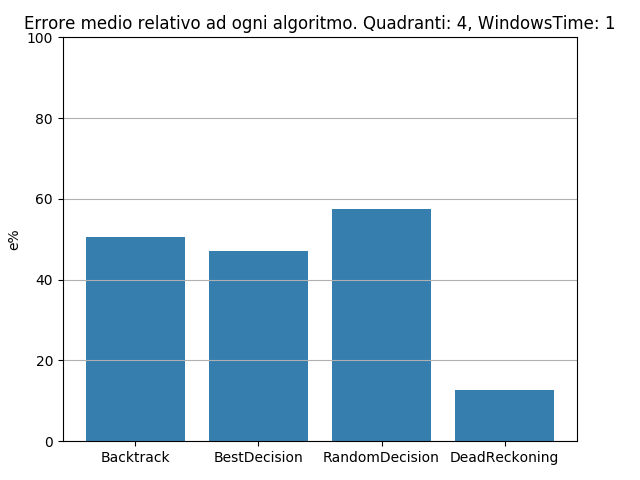 Errore medio relativo ad ogni algoritmo. Quadranti: 4, WindowsTime: 1
100
80
60
40
20
0
e%
Backtrack BestDecision RandomDecision DeadReckoning